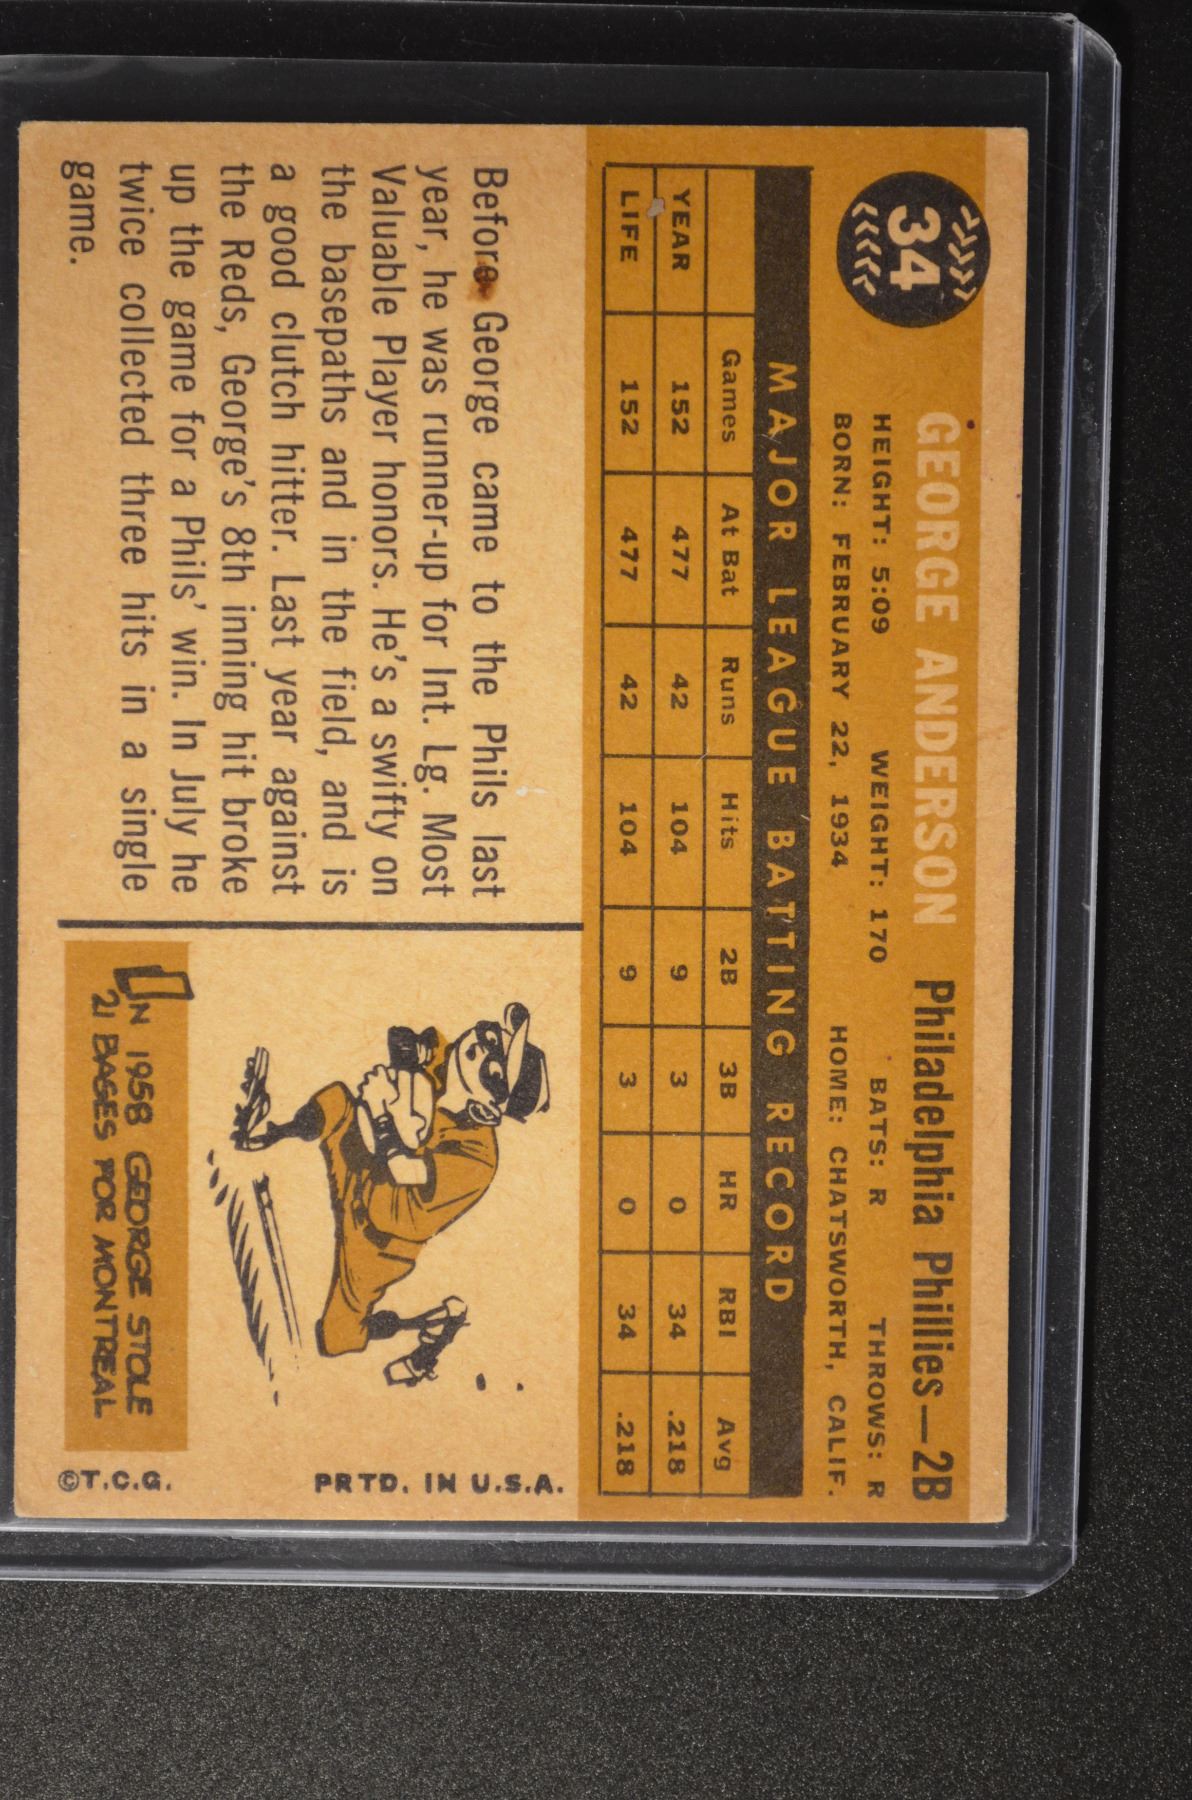 34
GEORGE ANDERSON Philadelphia Phillies—2B
HEIGHT: 5:09 WEIGHT: 170 BATS: R THROWS: R
BORN: FEBRUARY 22, 1934 HOME: CHATSWORTH, CALIF.
MAJOR LEAGUE BATTING RECORD
Games At Bat Runs Hits 2B 3B HR RBI Avg
YEAR 152 477 42 104 9 3 0 34 .218
LIFE 152 477 42 104 9 3 0 34 .218
Before George came to the Phils last
year, he was runner-up for Int. Lg. Most
Valuable Player honors. He's a swifty on
the basepaths and in the field, and is
a good clutch hitter. Last year against
the Reds, George's 8th inning hit broke
up the game for a Phils' win. In July he
twice collected three hits in a single
game.
IN 1958 GEORGE STOLE
21 BASES FOR MONTREAL.
PRTD. IN U.S.A.
©T.C.G.